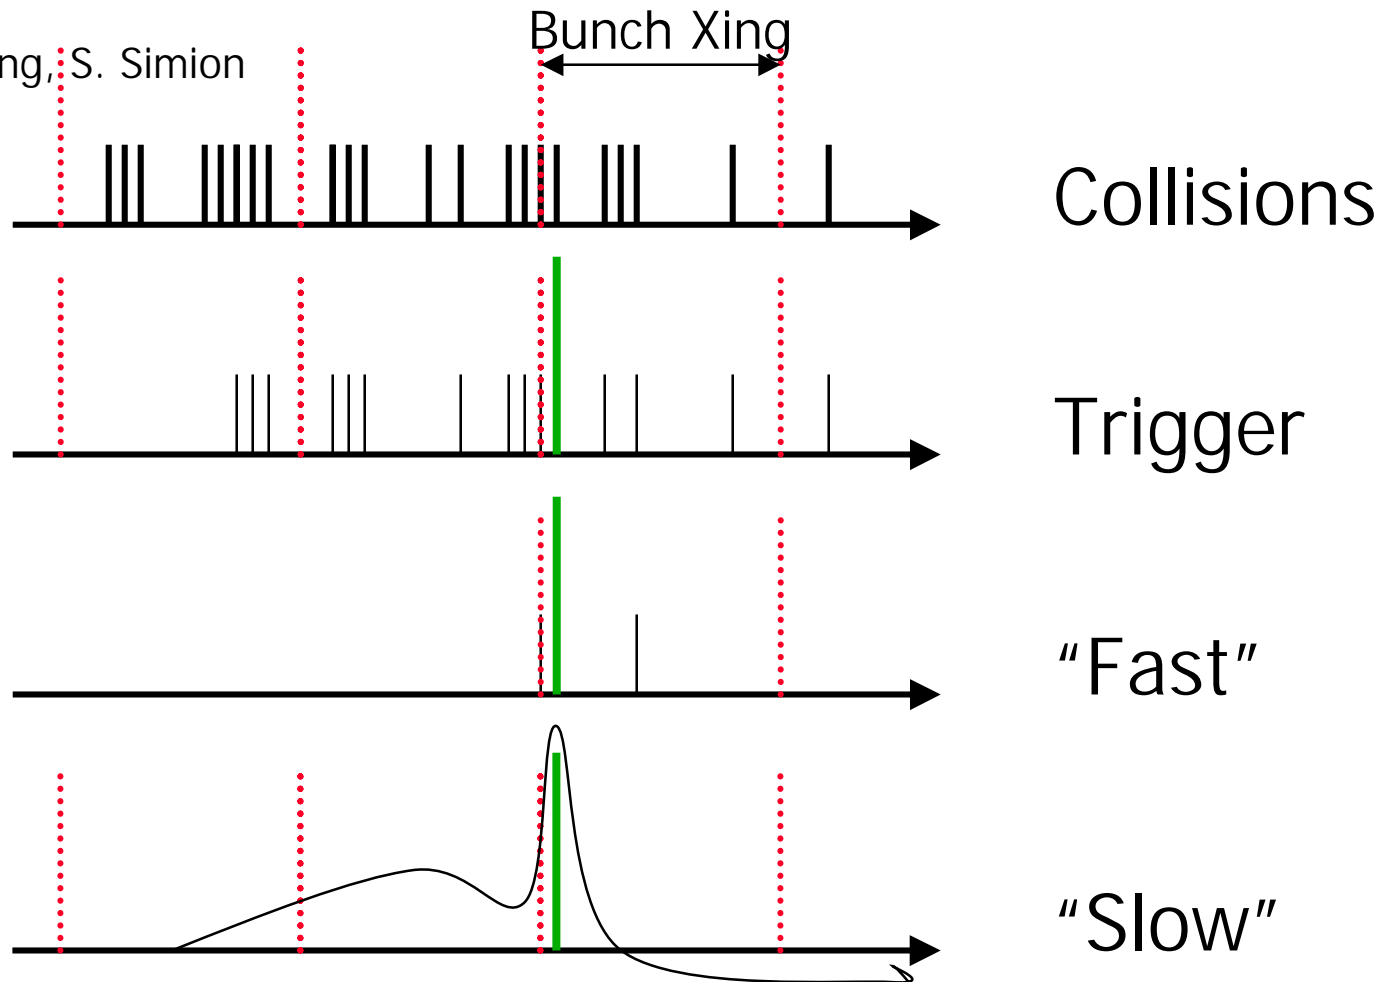 Bunch Xing
ng, S. Simion
Collisions
Trigger
“Fast”
“Slow”